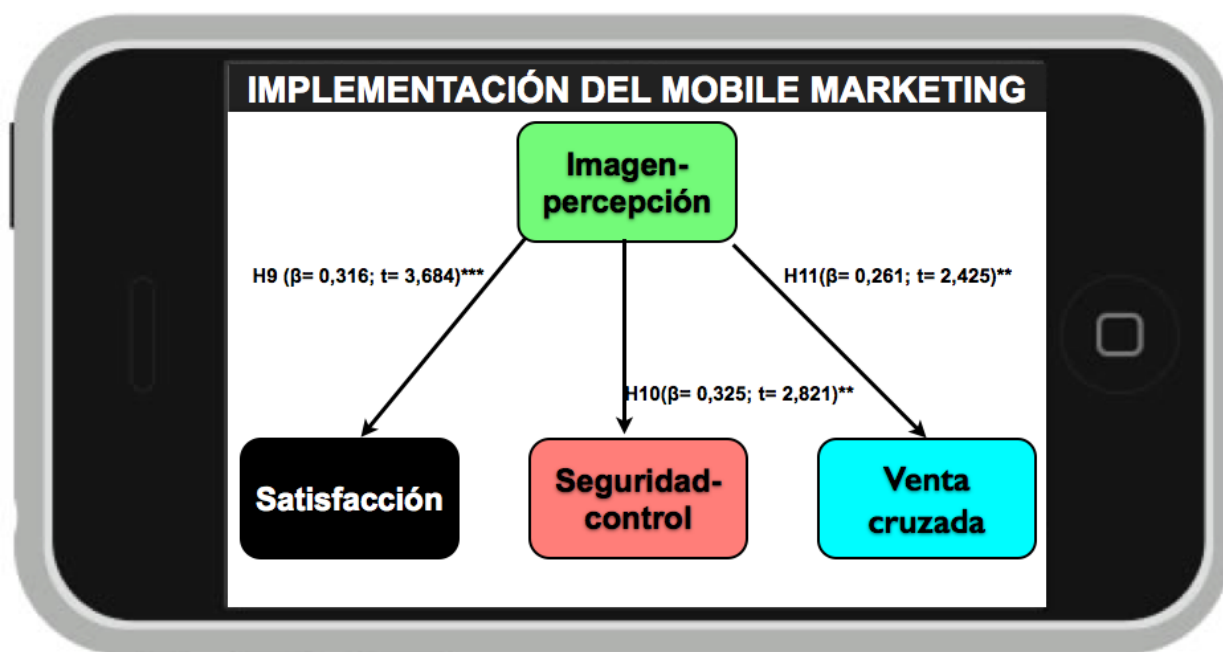 IMPLEMENTACIÓN DEL MOBILE MARKETING
Imagen-
percepción
H9 (β= 0,316; t= 3,684)***
H11(β= 0,261; t= 2,425)**
H10(β= 0,325; t= 2,821)**
Satisfacción
Seguridad-
control
Venta
cruzada